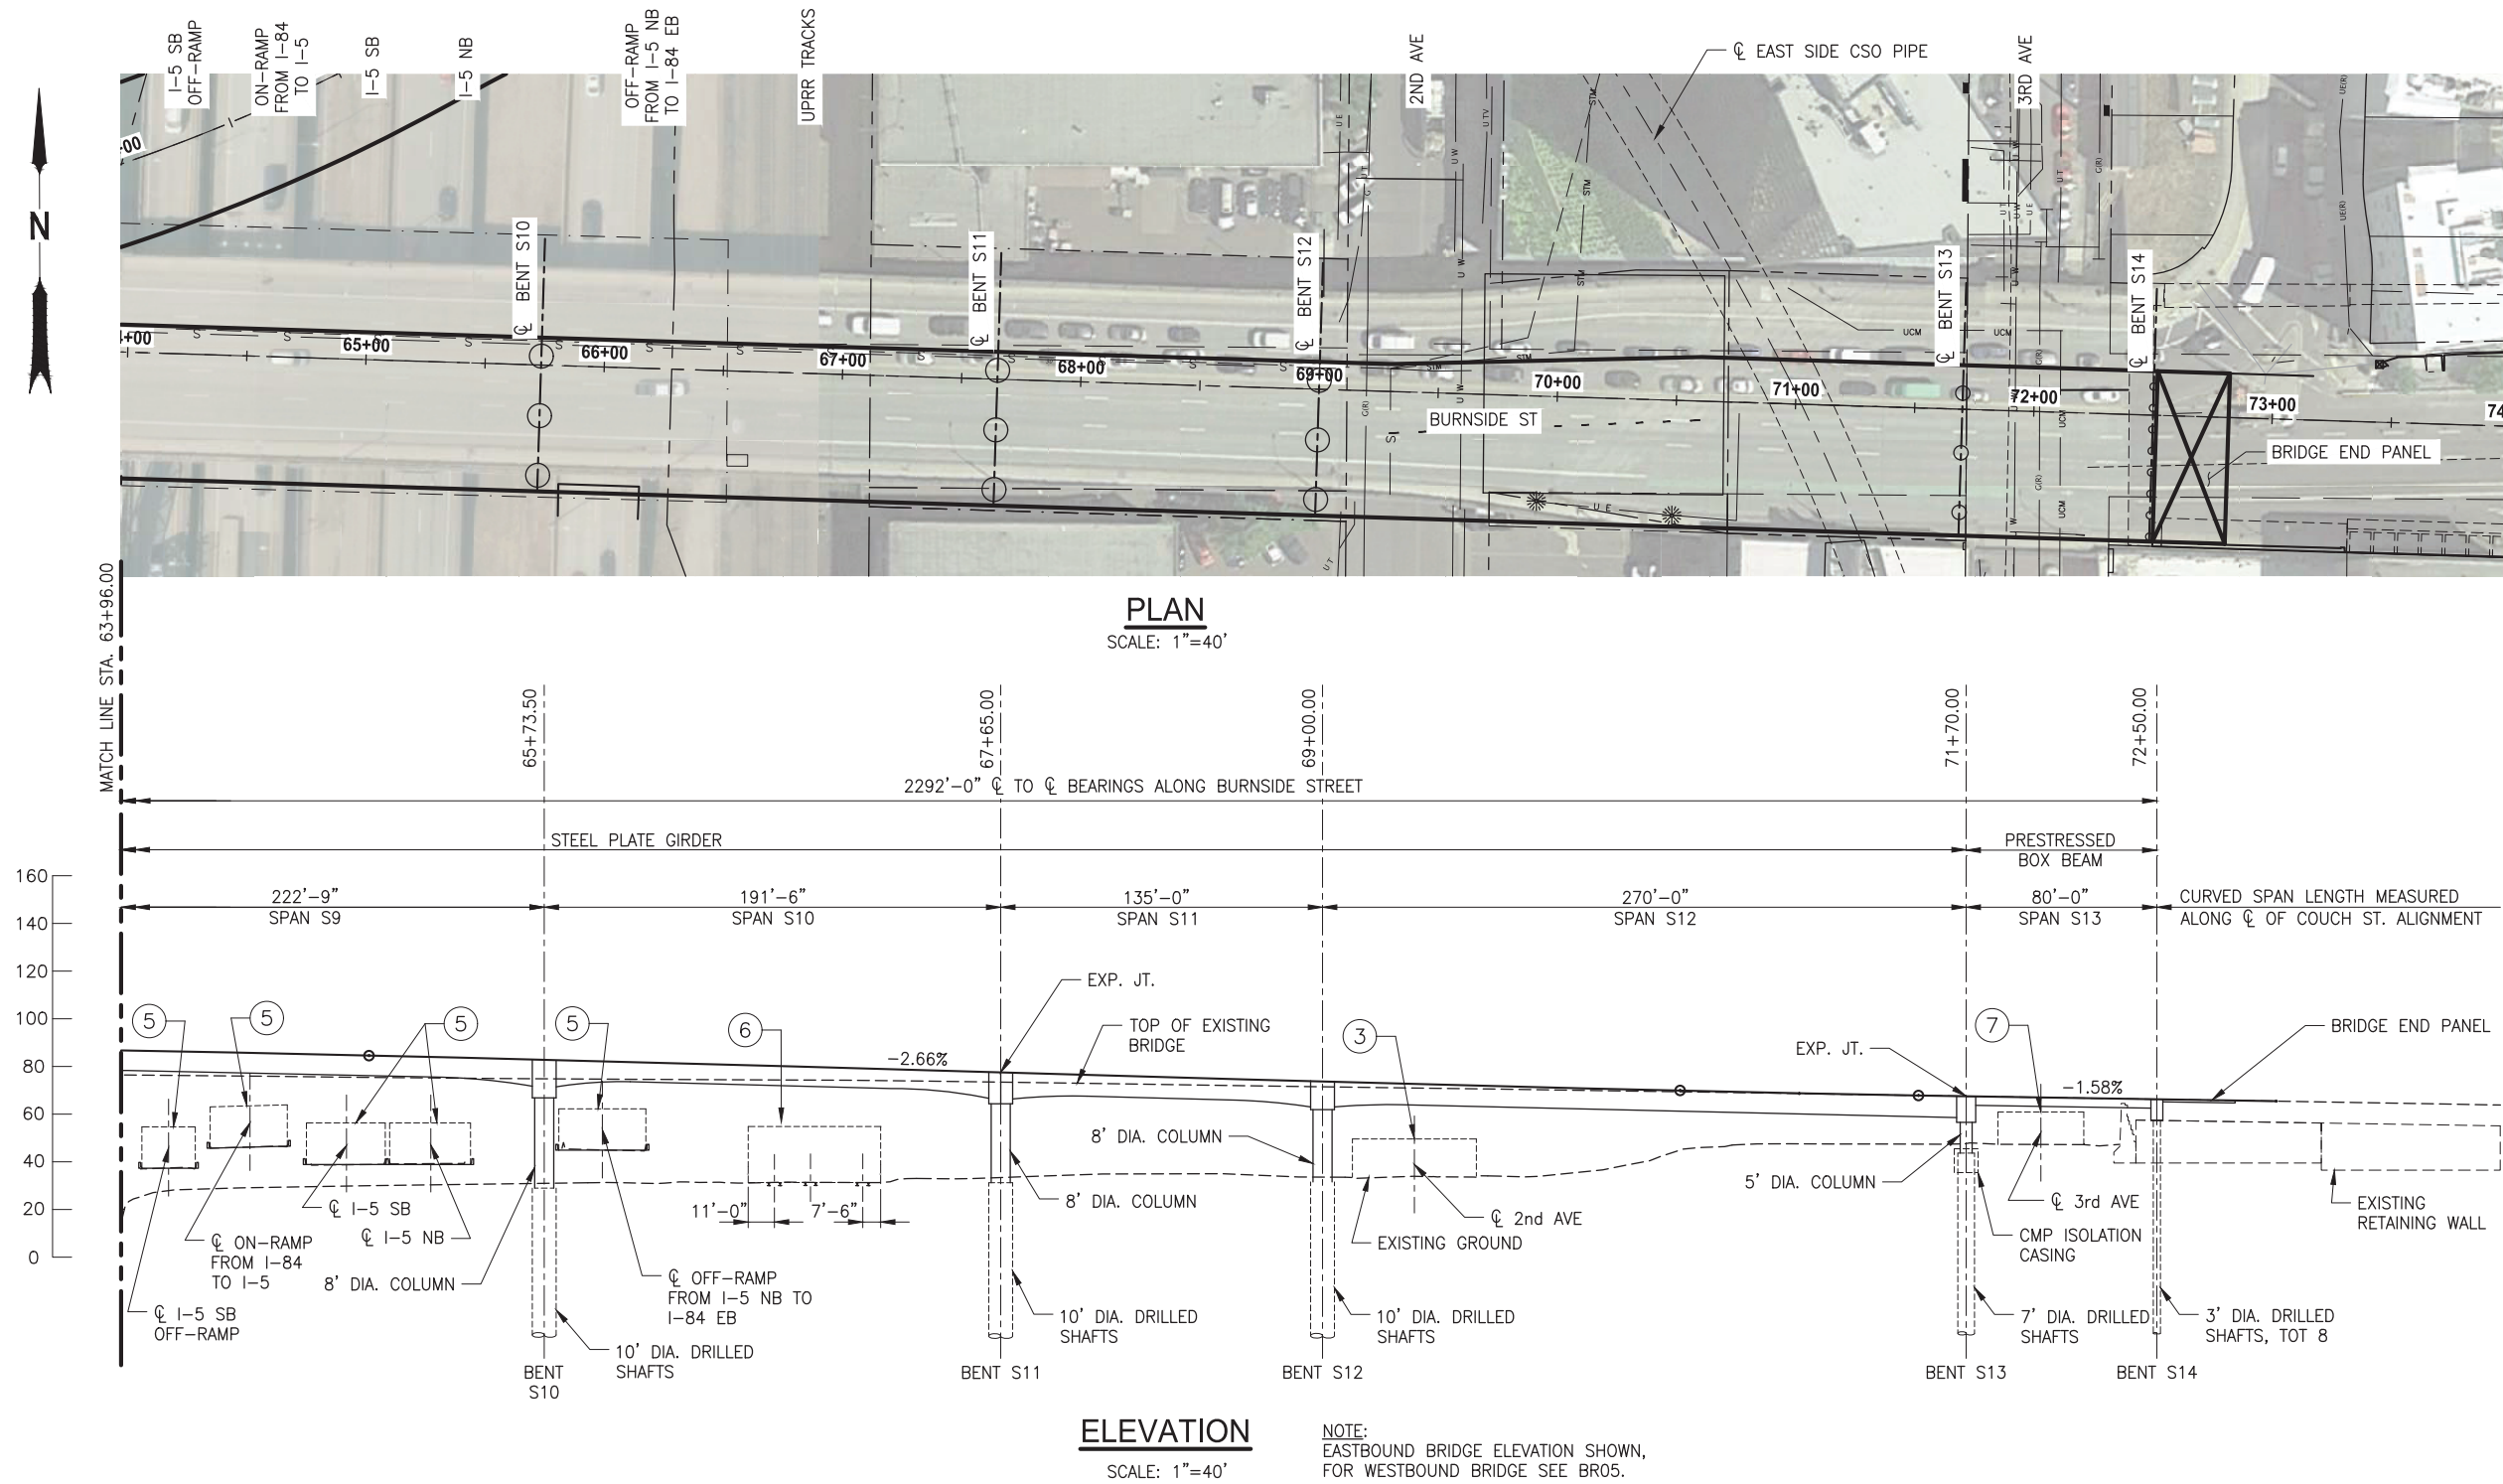 I-5 SB
OFF-RAMP
ON-RAMP
FROM I-84
TO I-5
I-5 SB
I-5 NB
OFF-RAMP
FROM I-5 NB
TO I-84 EB
UPRR TRACKS
2ND AVE
℄ EAST SIDE CSO PIPE
3RD AVE
N
℄ BENT S10
℄ BENT S11
℄ BENT S12
℄ BENT S13
℄ BENT S14
65+00
66+00
67+00
68+00
69+00
70+00
71+00
72+00
73+00
BURNSIDE ST
BRIDGE END PANEL
PLAN
SCALE: 1"=40'
MATCH LINE STA. 63+96.00
65+73.50
67+65.00
69+00.00
71+70.00
72+50.00
2292'-0" ℄ TO ℄ BEARINGS ALONG BURNSIDE STREET
STEEL PLATE GIRDER
PRESTRESSED
BOX BEAM
222'-9"
SPAN S9
191'-6"
SPAN S10
135'-0"
SPAN S11
270'-0"
SPAN S12
80'-0"
SPAN S13
CURVED SPAN LENGTH MEASURED
ALONG ℄ OF COUCH ST. ALIGNMENT
160
140
120
100
80
60
40
20
0
5
5
5
5
6
3
7
EXP. JT.
TOP OF EXISTING
BRIDGE
-2.66%
EXP. JT.
-1.58%
BRIDGE END PANEL
8' DIA. COLUMN
8' DIA. COLUMN
5' DIA. COLUMN
11'-0"
7'-6"
℄ I-5 SB
℄ I-5 NB
℄ ON-RAMP
FROM I-84
TO I-5
8' DIA. COLUMN
℄ I-5 SB
OFF-RAMP
℄ OFF-RAMP
FROM I-5 NB TO
I-84 EB
℄ 2nd AVE
EXISTING GROUND
℄ 3rd AVE
CMP ISOLATION
CASING
EXISTING
RETAINING WALL
10' DIA. DRILLED
SHAFTS
10' DIA. DRILLED
SHAFTS
10' DIA. DRILLED
SHAFTS
7' DIA. DRILLED
SHAFTS
3' DIA. DRILLED
SHAFTS, TOT 8
BENT
S10
BENT S11
BENT S12
BENT S13
BENT S14
ELEVATION
SCALE: 1"=40'
NOTE:
EASTBOUND BRIDGE ELEVATION SHOWN,
FOR WESTBOUND BRIDGE SEE BR05.